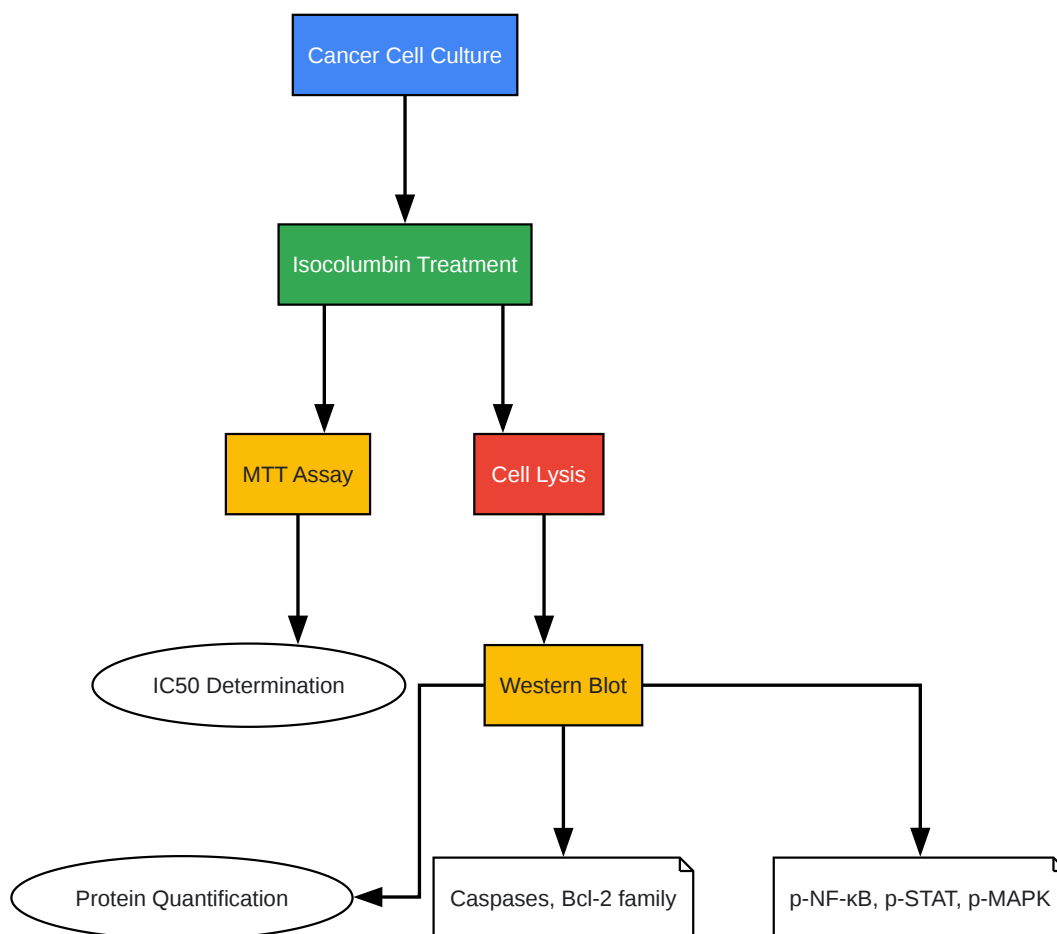 Cancer Cell Culture
Isocolumbin Treatment
MTT Assay
Cell Lysis
IC50 Determination
Western Blot
Protein Quantification
Caspases, Bcl-2 family
p-NF-κB, p-STAT, p-MAPK